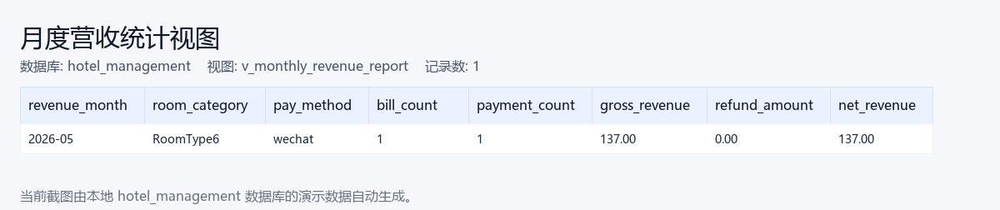 月度营收统计视图
数据库: hotel_management 视图: v_monthly_revenue_report 记录数: 1
revenue_month room_category pay_method bill_count payment_count gross_revenue refund_amount net_revenue
2026-05 RoomType6 wechat 1 1 137.00 0.00 137.00
当前截图由本地 hotel_management 数据库的演示数据自动生成。